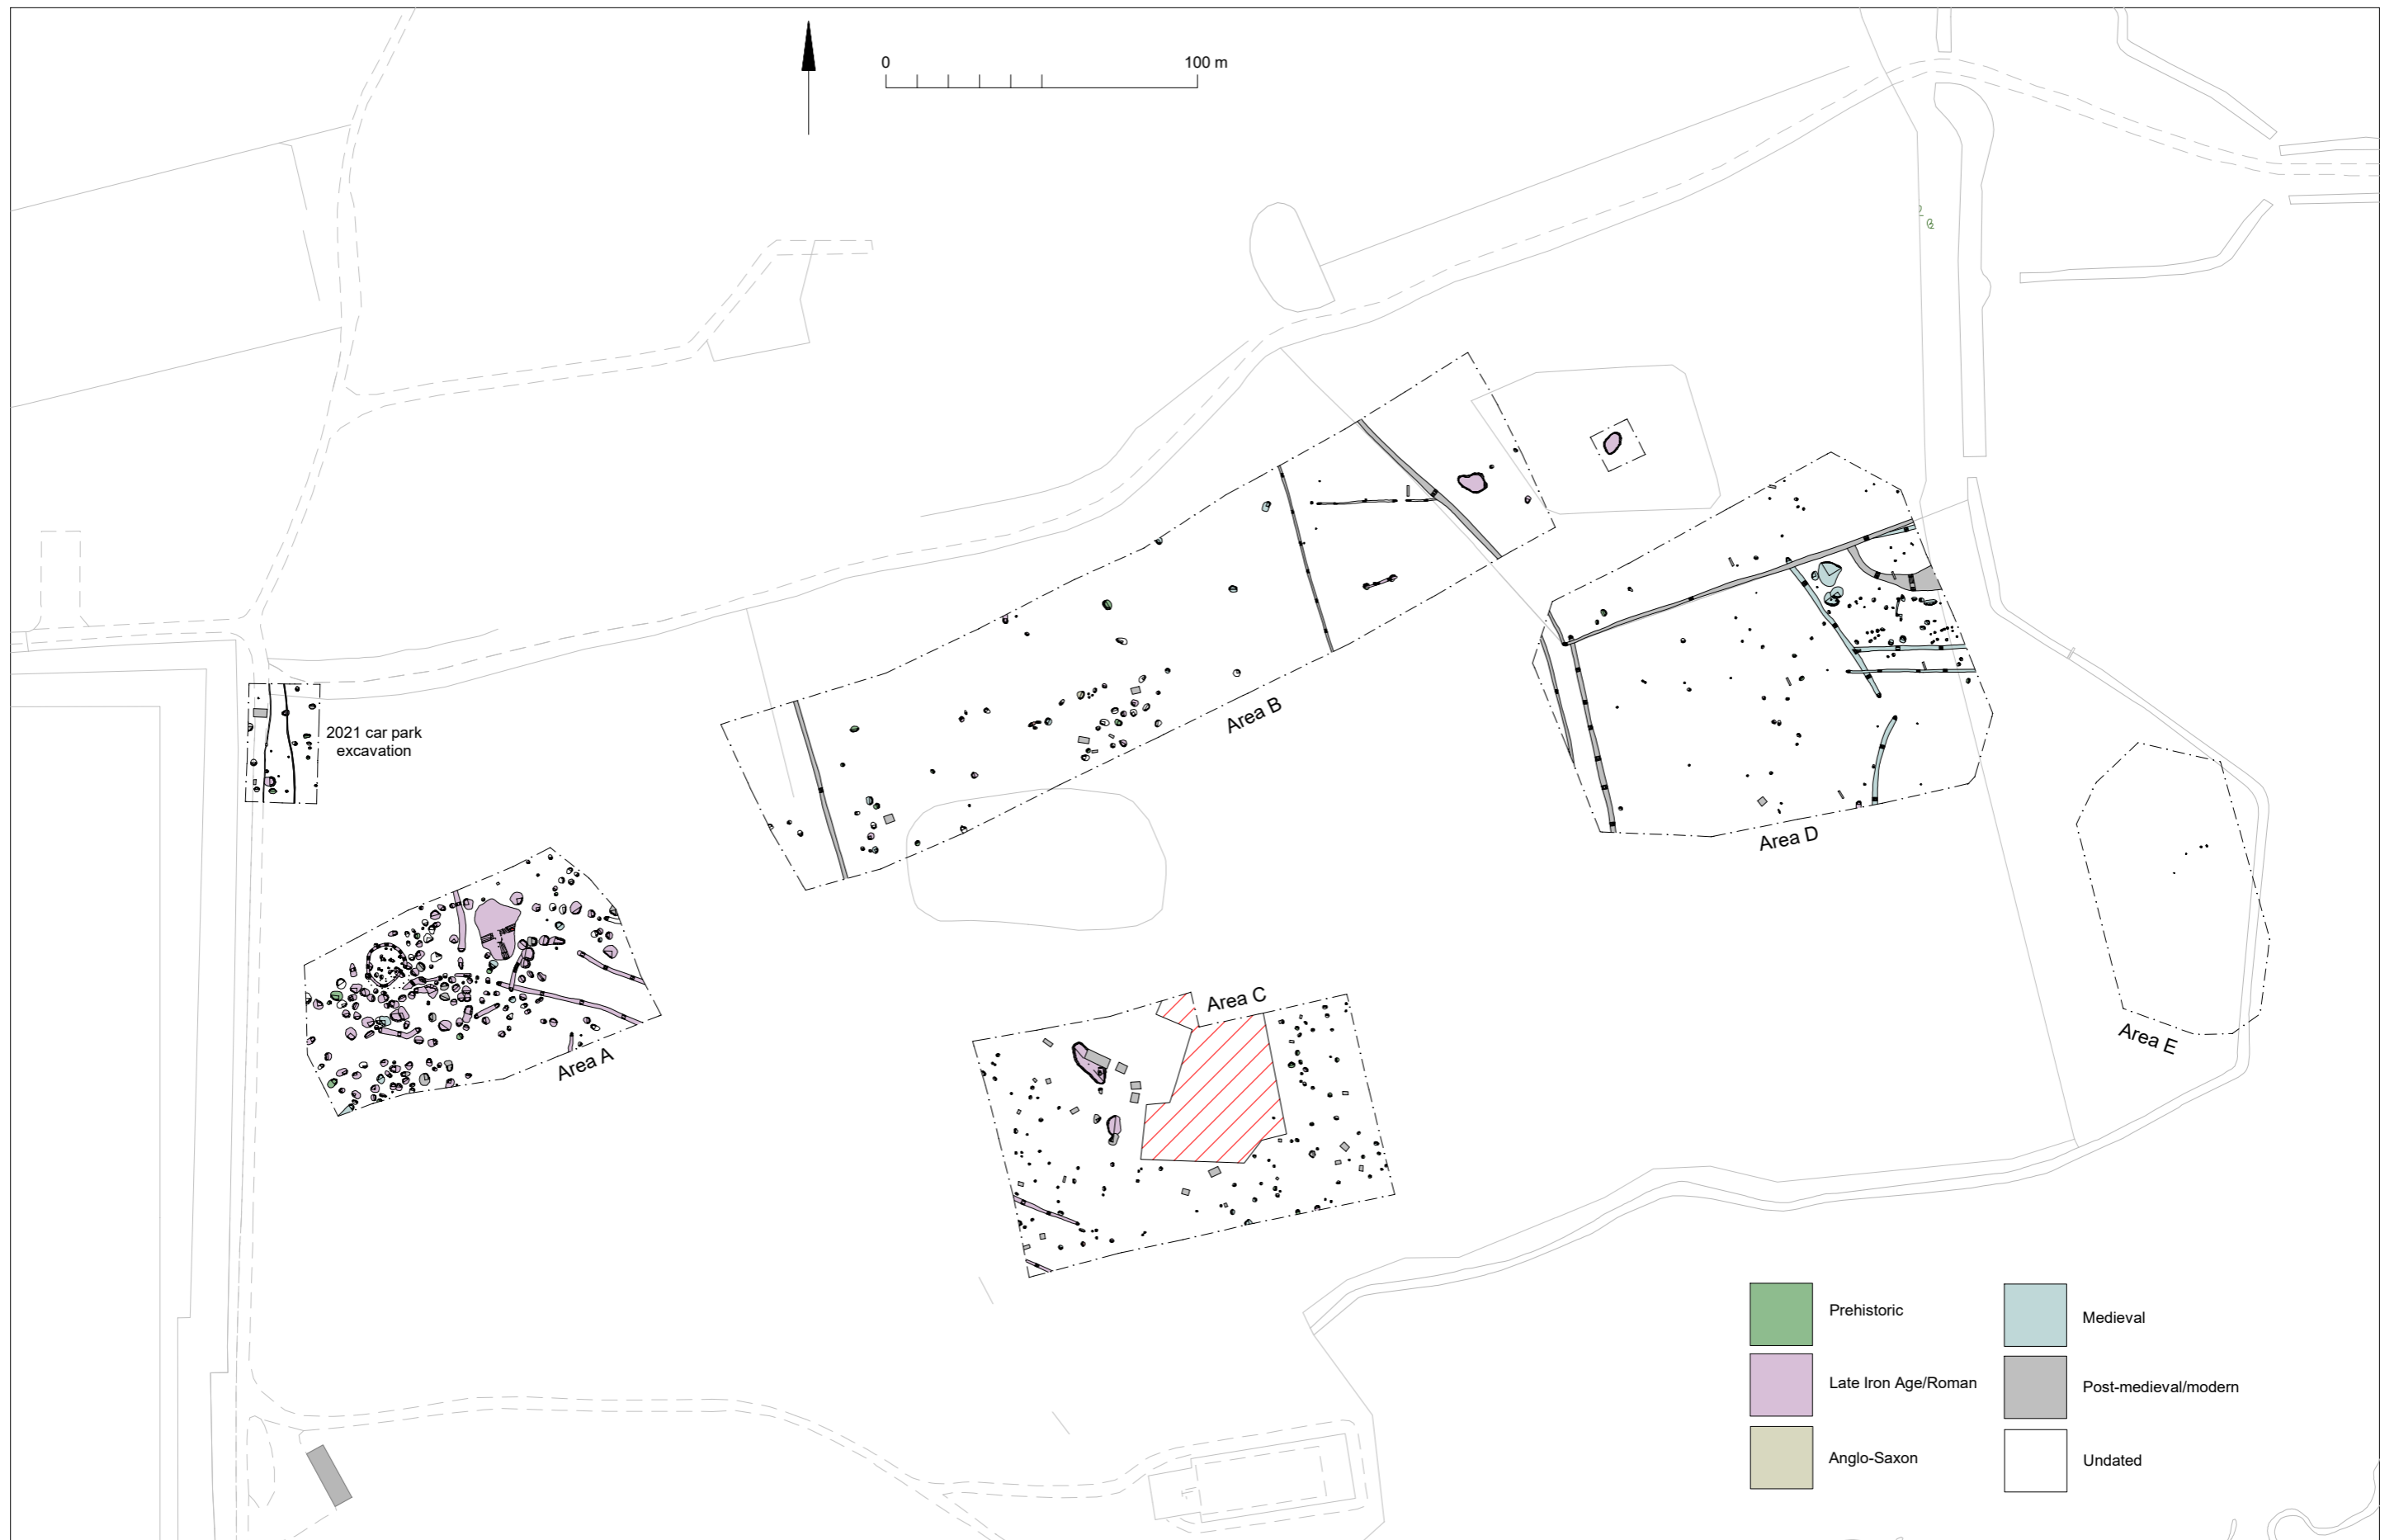 0
100 m
2021 car park
excavation
Area B
Area D
Area A
Area C
Area E
Prehistoric
Medieval
Late Iron Age/Roman
Post-medieval/modern
Anglo-Saxon
Undated